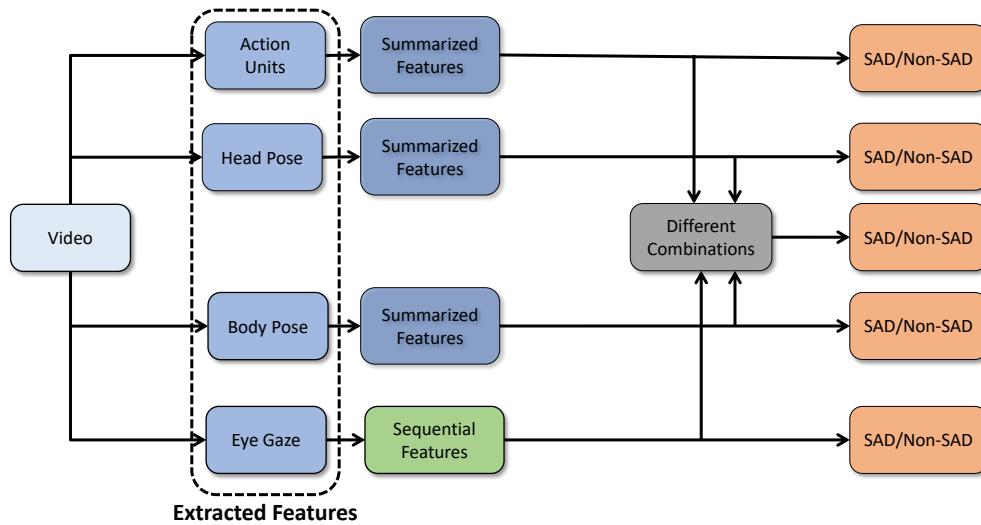 Action
Units
Summarized
Features
SAD/Non-SAD
Head Pose
Summarized
Features
SAD/Non-SAD
Video
Different
Combinations
SAD/Non-SAD
Body Pose
Summarized
Features
SAD/Non-SAD
Eye Gaze
Sequential
Features
SAD/Non-SAD
Extracted Features